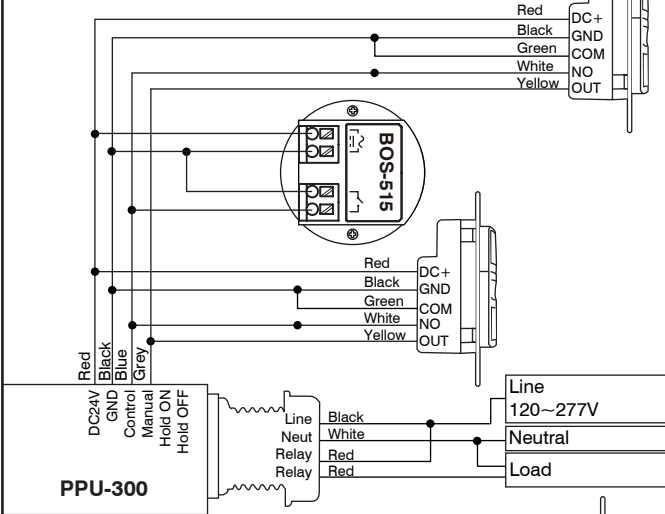 Red
DC+
Black
GND
Green
COM
White
NO
Yellow
OUT
BOS-515
Red
DC+
Black
GND
Green
COM
White
NO
Yellow
OUT
Red
Black
Blue
Grey
DC24V
GND
Control
Manual
Hold ON
Hold OFF
PPU-300
Line
Black
Neut
White
Relay
Red
Relay
Red
Line
120~277V
Neutral
Load